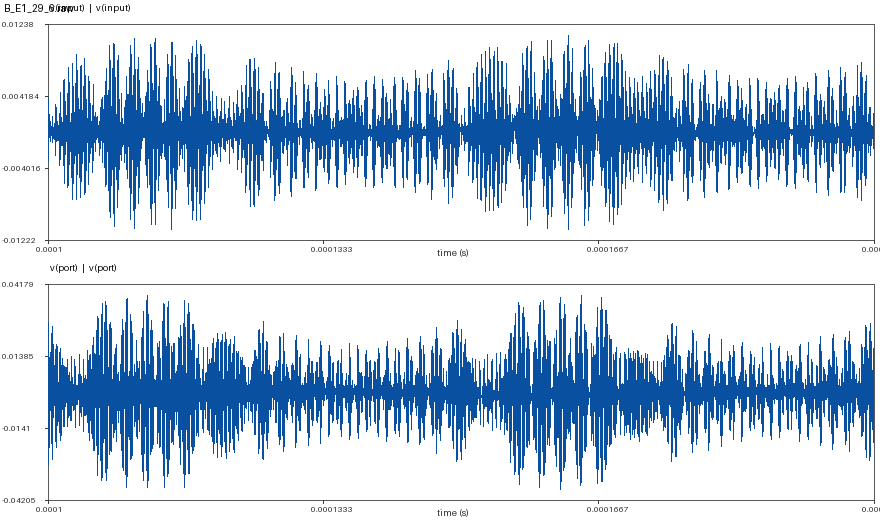 v(input) | v(input)
0.01238
0.004184
-0.004016
-0.01222
0.0001 0.0001333 0.0001667
time (s)
v(port) | v(port)
0.04179
0.01385
-0.0141
-0.04205
0.0001 0.0001333 0.0001667
time (s)